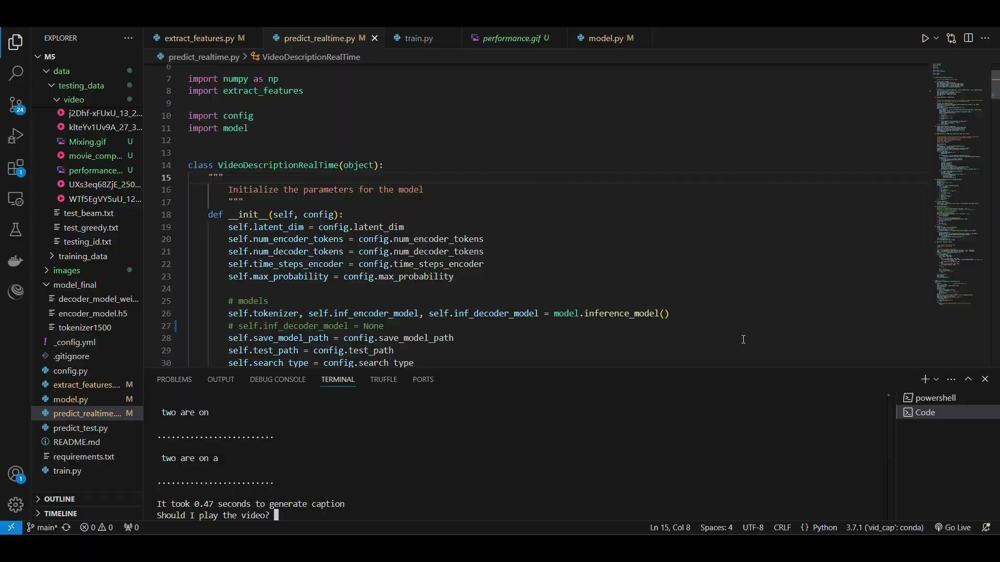 EXPLORER
M5
data
testing_data
video
j2Dhf-xFUxU_13_2...
klteYv1Uv9A_27_3...
Mixing.gif U
movie_comp... U
performance... U
UXs3eq68ZjE_250...
WTf5EgVY5uU_12...
test_beam.txt
test_greedy.txt
testing_id.txt
training_data
images
model_final
decoder_model_wei...
encoder_model.h5
tokenizer1500
_config.yml
.gitignore
config.py
extract_features.... M
model.py M
predict_realtime.... M
predict_test.py
README.md
requirements.txt
train.py
OUTLINE
TIMELINE
24
1
1
extract_features.py M
predict_realtime.py M
train.py
performance.gif U
model.py M
predict_realtime.py > VideoDescriptionRealTime
6
7 import numpy as np
8 import extract_features
9
10 import config
11 import model
12
13
14 class VideoDescriptionRealTime(object):
15 """
16 Initialize the parameters for the model
17 """
18 def __init__(self, config):
19 self.latent_dim = config.latent_dim
20 self.num_encoder_tokens = config.num_encoder_tokens
21 self.num_decoder_tokens = config.num_decoder_tokens
22 self.time_steps_encoder = config.time_steps_encoder
23 self.max_probability = config.max_probability
24
25 # models
26 self.tokenizer, self.inf_encoder_model, self.inf_decoder_model = model.inference_model()
27 # self.inf_decoder_model = None
28 self.save_model_path = config.save_model_path
29 self.test_path = config.test_path
30 self.search_type = config.search_type
PROBLEMS OUTPUT DEBUG CONSOLE TERMINAL TRUFFLE PORTS
two are on
.........................
two are on a
.........................
It took 0.47 seconds to generate caption
Should I play the video?
powershell
Code
main* 0 0 0
Ln 15, Col 8 Spaces: 4 UTF-8 CRLF {} Python 3.7.1 ('vid_cap': conda) Go Live